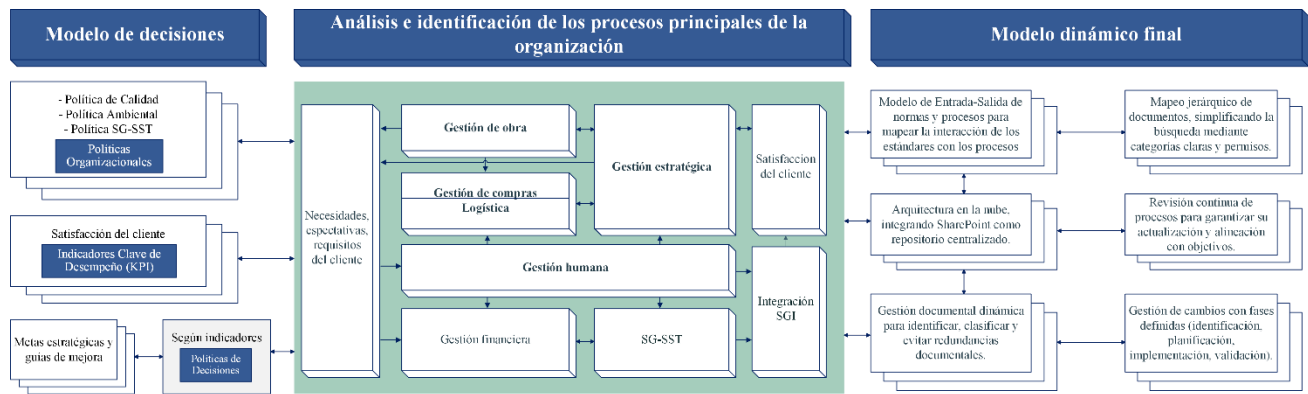 Modelo de decisiones
Análisis e identificación de los procesos principales de la
organización
Modelo dinámico final
- Política de Calidad
- Política Ambiental
- Política SG-SST
Políticas
Organizacionales
Satisfacción del cliente
Indicadores Clave de
Desempeño (KPI)
Metas estratégicas y
guías de mejora
Según indicadores
Políticas de
Decisiones
Necesidades,
espectativas,
requisitos
del cliente
Gestión de obra
Gestión de compras
Logística
Gestión estratégica
Gestión humana
Gestión financiera
SG-SST
Satisfaccion
del cliente
Integración
SGI
Modelo de Entrada-Salida de
normas y procesos para
mapear la interacción de los
estándares con los procesos
Mapeo jerárquico de
documentos, simplificando la
búsqueda mediante
categorías claras y permisos.
Arquitectura en la nube,
integrando SharePoint como
repositorio centralizado.
Revisión continua de
procesos para garantizar su
actualización y alineación
con objetivos.
Gestión documental dinámica
para identificar, clasificar y
evitar redundancias
documentales.
Gestión de cambios con fases
definidas (identificación,
planificación,
implementación, validación).